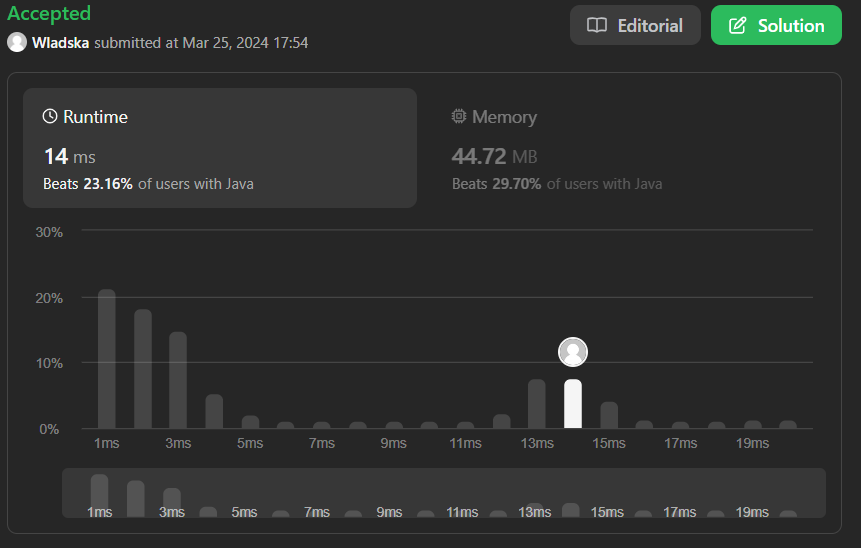 Accepted
Wladska submitted at Mar 25, 2024 17:54
Editorial
Solution
Runtime
14 ms
Beats 23.16% of users with Java
Memory
44.72 MB
Beats 29.70% of users with Java
30%
20%
10%
0%
1ms 3ms 5ms 7ms 9ms 11ms 13ms 15ms 17ms 19ms
1ms 3ms 5ms 7ms 9ms 11ms 13ms 15ms 17ms 19ms